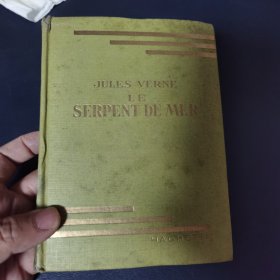 JULES VERNE
LE
SERPENT DE MER
HACHETTE